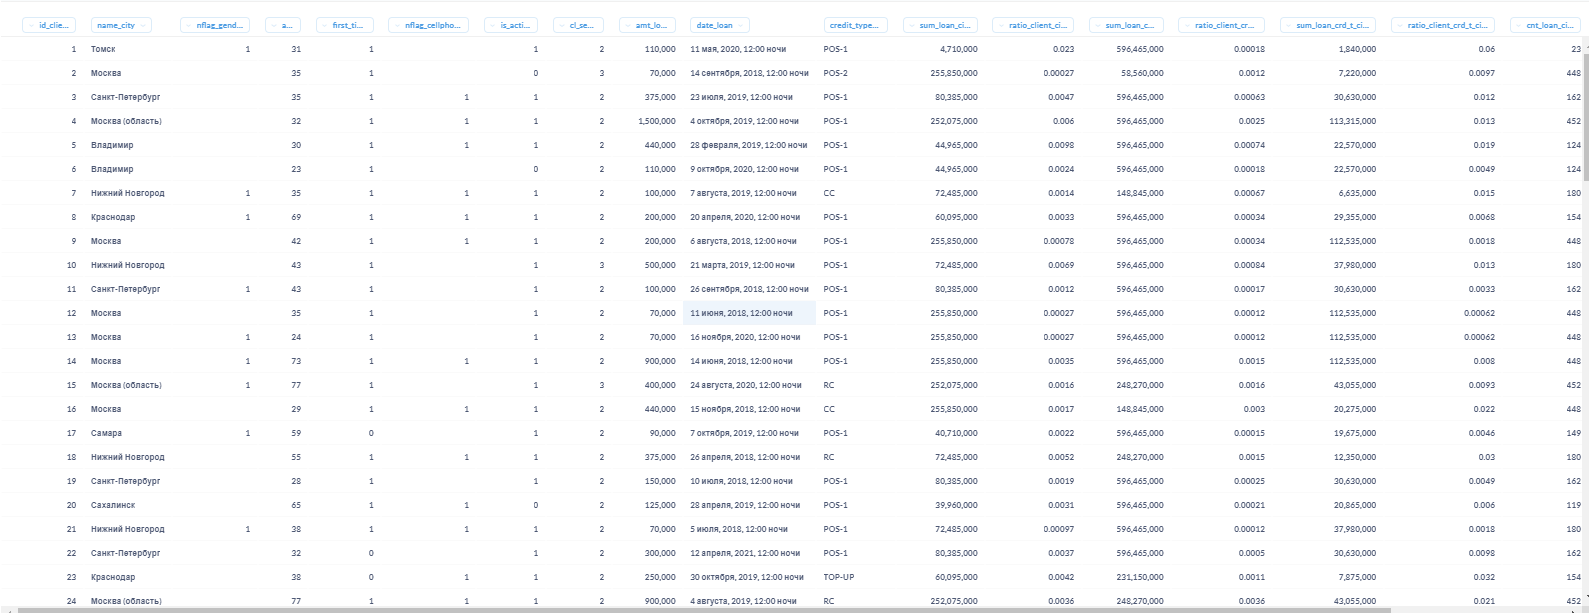 id_clie... name_city nflag_gend... a... first_ti... nflag_cellpho... is_acti... cl_se... amt_lo... date_loan credit_type... sum_loan_ci... ratio_client_ci... sum_loan_c... ratio_client_cr... sum_loan_crd_t_ci... ratio_client_crd_t_ci... cnt_loan_ci...
1 Томск 1 31 1 1 2 110,000 11 мая, 2020, 12:00 ночи POS-1 4,710,000 0.023 596,465,000 0.00018 1,840,000 0.06 23
2 Москва 35 1 0 3 70,000 14 сентября, 2018, 12:00 ночи POS-2 255,850,000 0.00027 58,560,000 0.0012 7,220,000 0.0097 448
3 Санкт-Петербург 35 1 1 1 2 375,000 23 июля, 2019, 12:00 ночи POS-1 80,385,000 0.0047 596,465,000 0.00063 30,630,000 0.012 162
4 Москва (область) 32 1 1 1 2 1,500,000 4 октября, 2019, 12:00 ночи POS-1 252,075,000 0.006 596,465,000 0.0025 113,315,000 0.013 452
5 Владимир 30 1 1 1 2 440,000 28 февраля, 2019, 12:00 ночи POS-1 44,965,000 0.0098 596,465,000 0.00074 22,570,000 0.019 124
6 Владимир 23 1 0 2 110,000 9 октября, 2020, 12:00 ночи POS-1 44,965,000 0.0024 596,465,000 0.00018 22,570,000 0.0049 124
7 Нижний Новгород 1 35 1 1 1 2 100,000 7 августа, 2019, 12:00 ночи CC 72,485,000 0.0014 148,845,000 0.00067 6,635,000 0.015 180
8 Краснодар 1 69 1 1 1 2 200,000 20 апреля, 2020, 12:00 ночи POS-1 60,095,000 0.0033 596,465,000 0.00034 29,355,000 0.0068 154
9 Москва 42 1 1 1 2 200,000 6 августа, 2018, 12:00 ночи POS-1 255,850,000 0.00078 596,465,000 0.00034 112,535,000 0.0018 448
10 Нижний Новгород 43 1 1 3 500,000 21 марта, 2019, 12:00 ночи POS-1 72,485,000 0.0069 596,465,000 0.00084 37,980,000 0.013 180
11 Санкт-Петербург 1 43 1 1 2 100,000 26 сентября, 2018, 12:00 ночи POS-1 80,385,000 0.0012 596,465,000 0.00017 30,630,000 0.0033 162
12 Москва 35 1 1 2 70,000 11 июня, 2018, 12:00 ночи POS-1 255,850,000 0.00027 596,465,000 0.00012 112,535,000 0.00062 448
13 Москва 1 24 1 1 2 70,000 16 ноября, 2020, 12:00 ночи POS-1 255,850,000 0.00027 596,465,000 0.00012 112,535,000 0.00062 448
14 Москва 1 73 1 1 1 2 900,000 14 июня, 2018, 12:00 ночи POS-1 255,850,000 0.0035 596,465,000 0.0015 112,535,000 0.008 448
15 Москва (область) 1 77 1 1 3 400,000 24 августа, 2020, 12:00 ночи RC 252,075,000 0.0016 248,270,000 0.0016 43,055,000 0.0093 452
16 Москва 29 1 1 1 2 440,000 15 ноября, 2018, 12:00 ночи CC 255,850,000 0.0017 148,845,000 0.003 20,275,000 0.022 448
17 Самара 1 59 0 1 2 90,000 7 октября, 2019, 12:00 ночи POS-1 40,710,000 0.0022 596,465,000 0.00015 19,675,000 0.0046 149
18 Нижний Новгород 55 1 1 1 2 375,000 26 апреля, 2018, 12:00 ночи RC 72,485,000 0.0052 248,270,000 0.0015 12,350,000 0.03 180
19 Санкт-Петербург 28 1 1 2 150,000 10 июля, 2018, 12:00 ночи POS-1 80,385,000 0.0019 596,465,000 0.00025 30,630,000 0.0049 162
20 Сахалинск 65 1 1 0 2 125,000 28 апреля, 2019, 12:00 ночи POS-1 39,960,000 0.0031 596,465,000 0.00021 20,865,000 0.006 119
21 Нижний Новгород 1 38 1 1 1 2 70,000 5 июля, 2018, 12:00 ночи POS-1 72,485,000 0.00097 596,465,000 0.00012 37,980,000 0.0018 180
22 Санкт-Петербург 32 0 1 2 300,000 12 апреля, 2021, 12:00 ночи POS-1 80,385,000 0.0037 596,465,000 0.0005 30,630,000 0.0098 162
23 Краснодар 38 0 1 1 2 250,000 30 октября, 2019, 12:00 ночи TOP-UP 60,095,000 0.0042 231,150,000 0.0011 7,875,000 0.032 154
24 Москва (область) 77 1 1 1 2 900,000 4 августа, 2019, 12:00 ночи RC 252,075,000 0.0036 248,270,000 0.0036 43,055,000 0.021 452